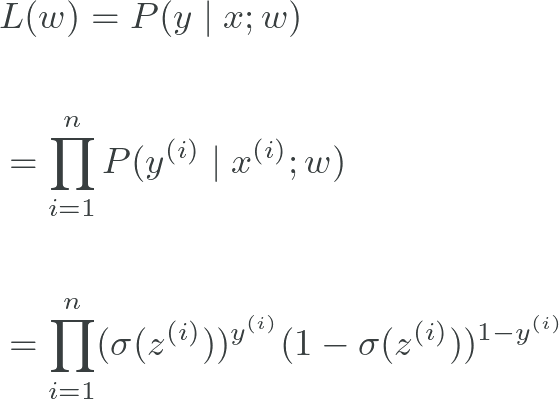 L(w) = P(y | x; w)
= ∏_{i=1}^{n} P(y^{(i)} | x^{(i)}; w)
= ∏_{i=1}^{n} (σ(z^{(i)}))^{y^{(i)}} (1 − σ(z^{(i)}))^{1−y^{(i)}}